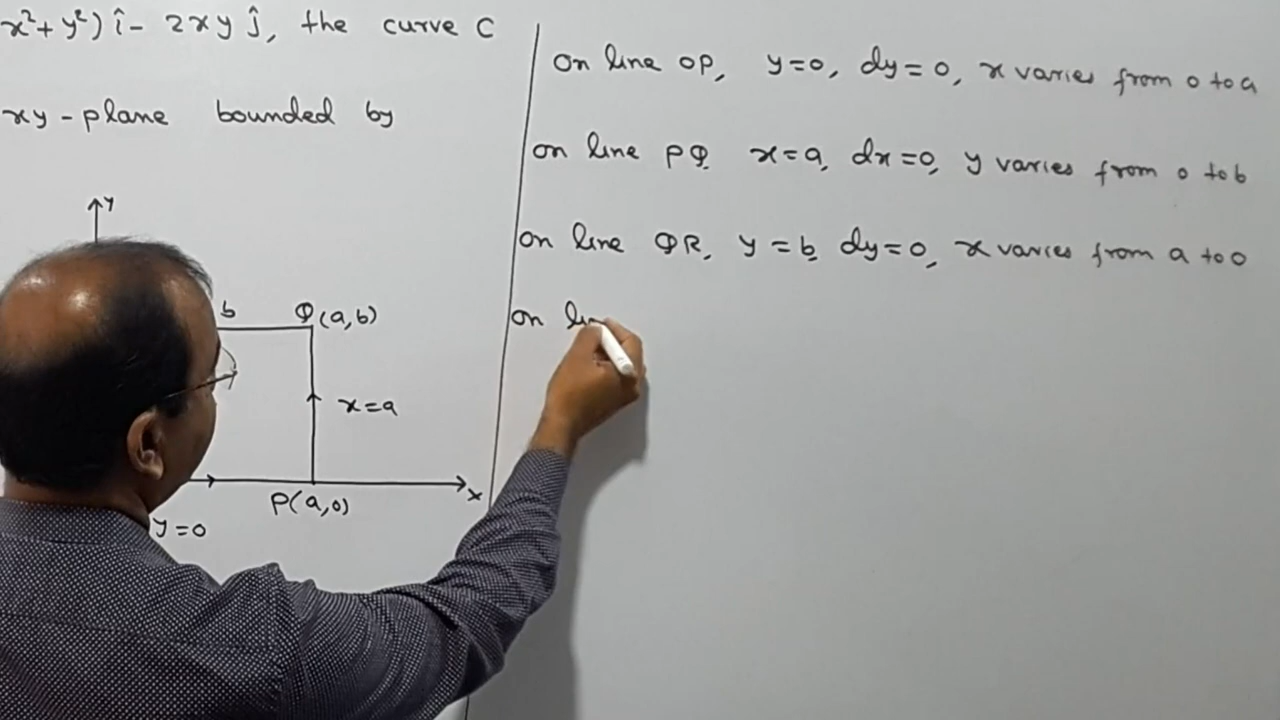 x²+ y²) î - 2xy ĵ, the curve C
xy-plane bounded by
y
b
Q(a,b)
x=a
x
P(a,0)
y=0
on line OP, y=0, dy=0, x varies from 0 to a
on line PQ, x=a, dx=0, y varies from 0 to b
on line QR, y=b, dy=0, x varies from a to 0
on lin